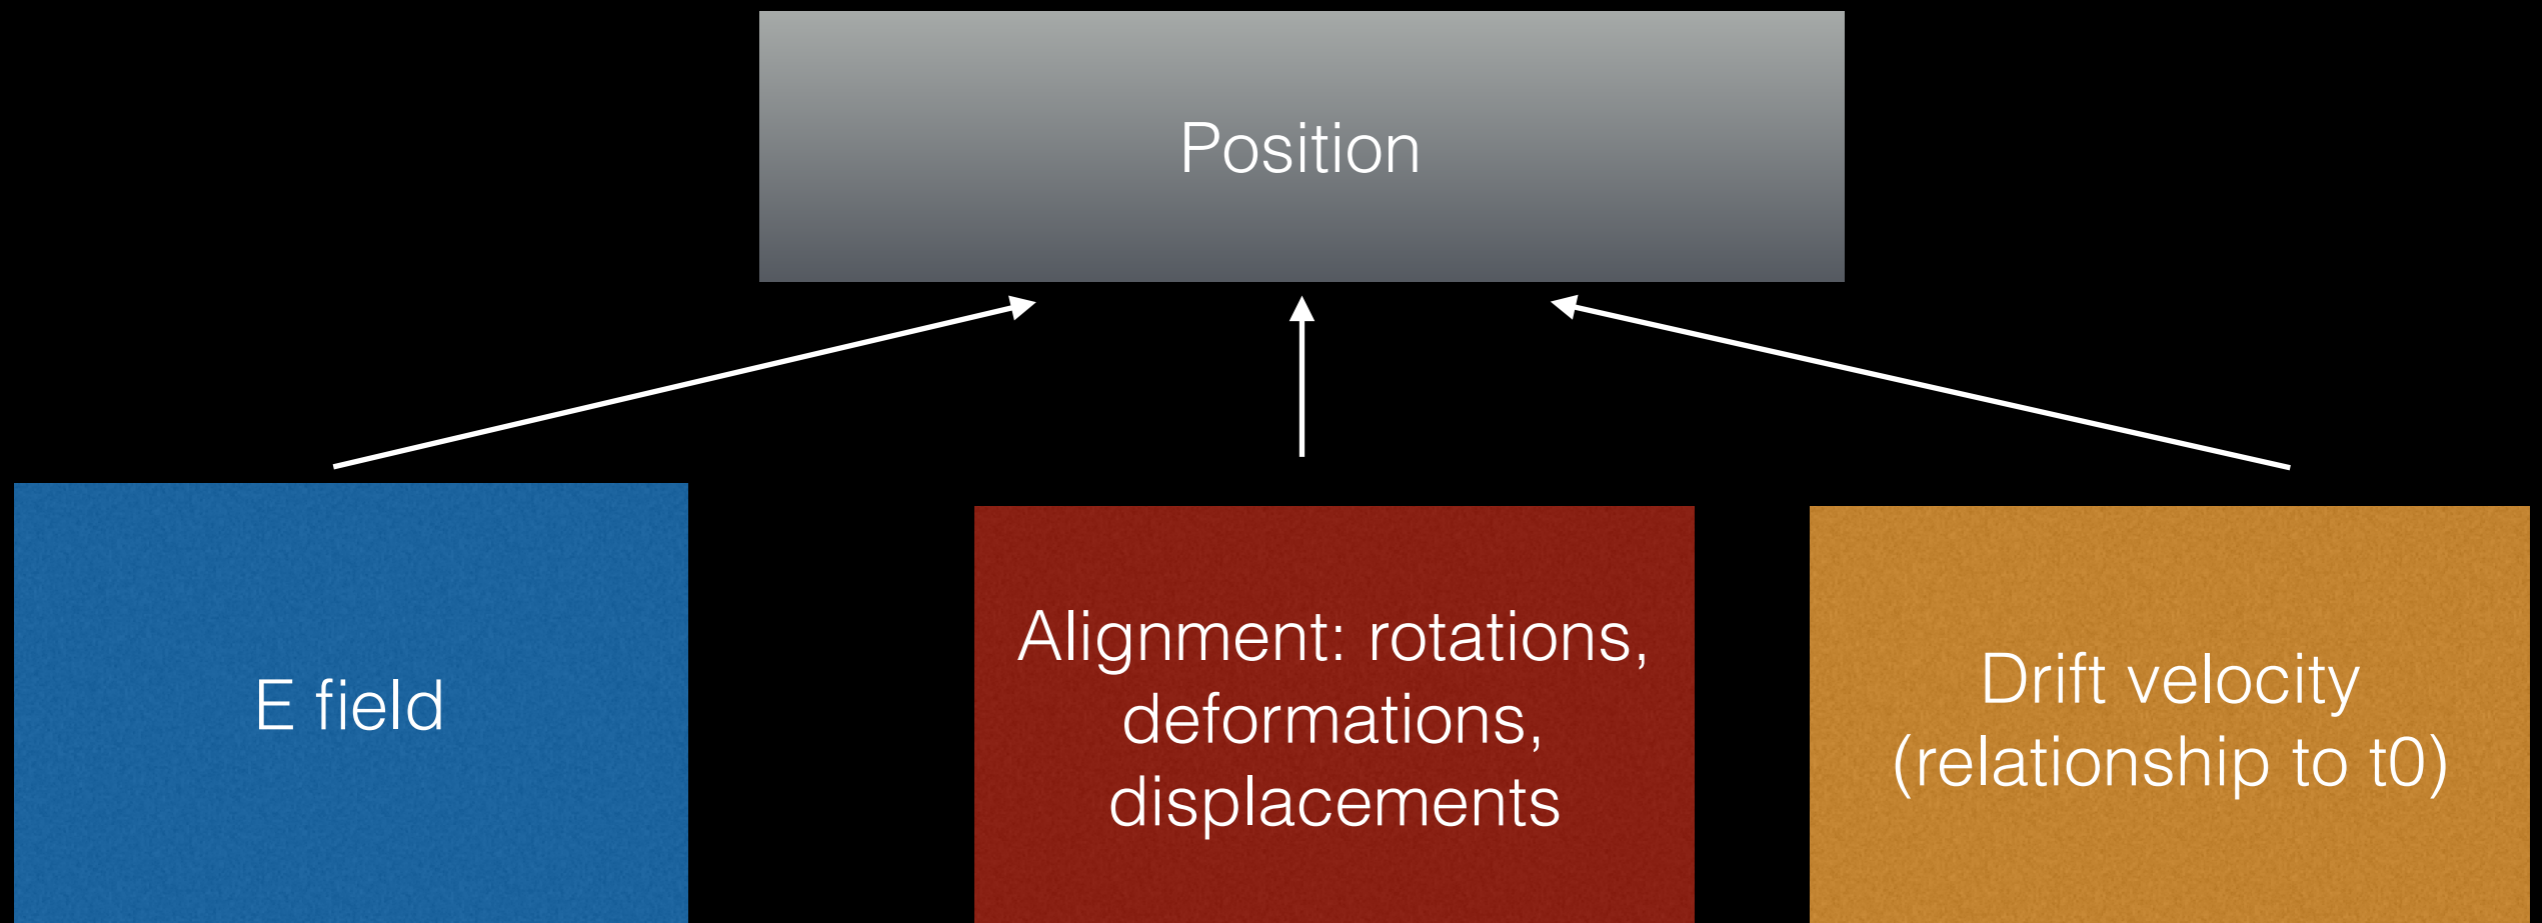 Position
E field
Alignment: rotations,
deformations,
displacements
Drift velocity
(relationship to t0)